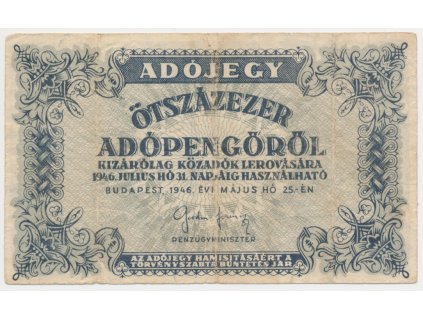 ADÓJEGY
ÖTSZÁZEZER
ADÓPENGŐRŐL
KIZÁRÓLAG KÖZADÓK LEROVÁSÁRA
1946. JULIUS HÓ 31. NAPJÁIG HASZNÁLHATÓ
BUDAPEST, 1946. ÉVI MÁJUS HÓ 25.-ÉN
PÉNZÜGYMINISZTER
AZ ADÓJEGY HAMISÍTÁSÁÉRT A
TÖRVÉNYSZABTA BÜNTETÉS JÁR.